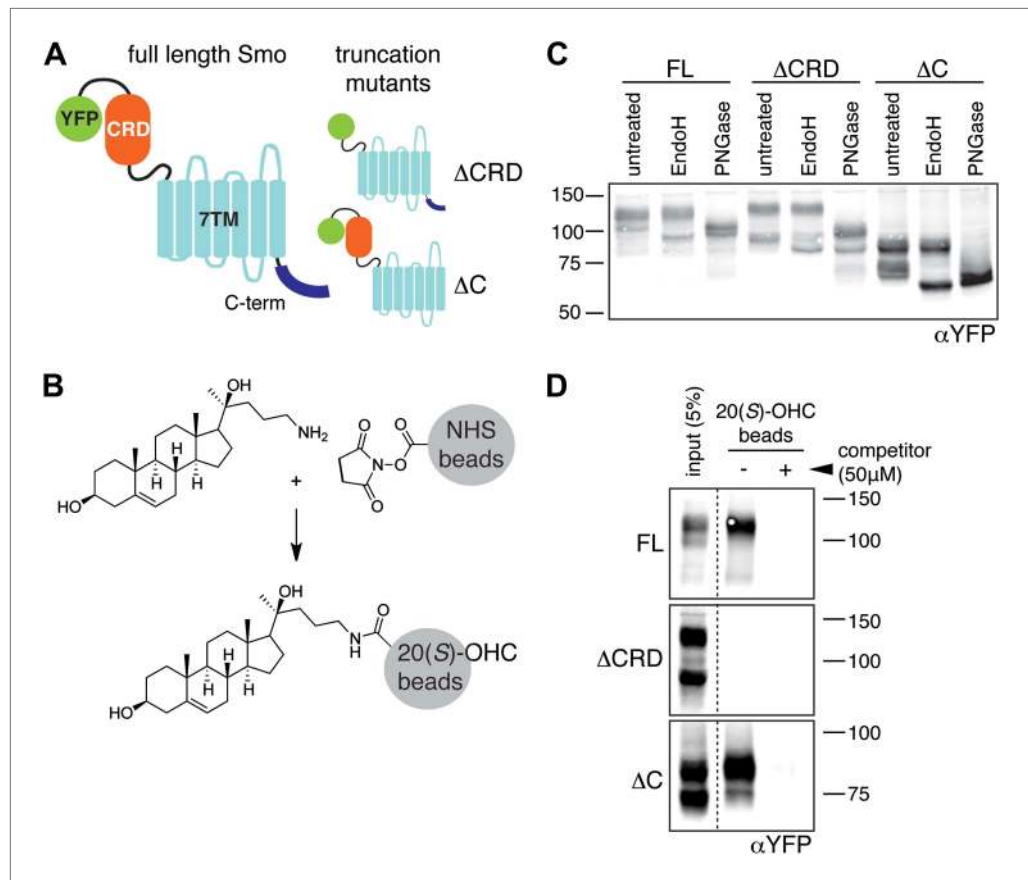 A
full length Smo
truncation
mutants
YFP
CRD
7TM
C-term
ΔCRD
ΔC
B
OH
NH₂
HO
H
H
H
+
O
N
O
O
O
NHS
beads
OH
HO
H
H
H
N
H
O
20(S)-OHC
beads
C
FL
ΔCRD
ΔC
untreated
EndoH
PNGase
untreated
EndoH
PNGase
untreated
EndoH
PNGase
150
100
75
50
αYFP
D
input (5%)
20(S)-OHC
beads
- +
competitor
(50µM)
FL
150
100
ΔCRD
150
100
ΔC
100
75
αYFP